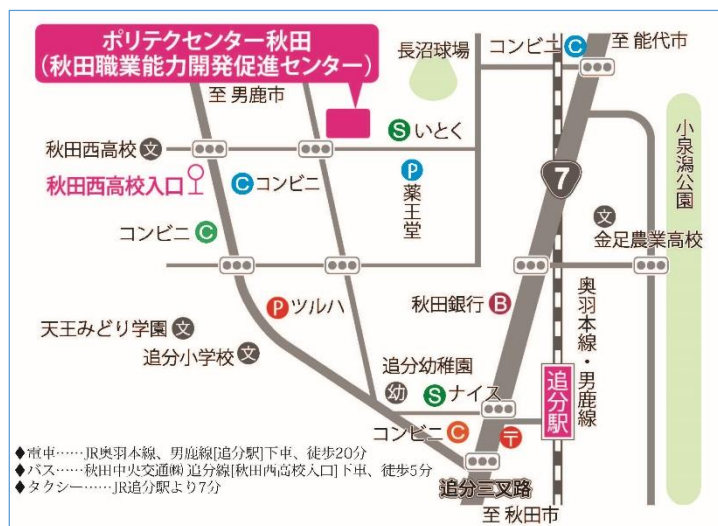 ポリテクセンター秋田
(秋田職業能力開発促進センター)
至 男鹿市
長沼球場
コンビニ C
至 能代市
秋田西高校 文
S いとく
秋田西高校入口
C コンビニ
P
薬王堂
7
小泉潟公園
コンビニ C
文
金足農業高校
P ツルハ
秋田銀行 B
奥羽本線・男鹿線
天王みどり学園 文
追分小学校 文
追分幼稚園
幼
S ナイス
追分駅
コンビニ C
〒
追分三叉路
至 秋田市
◆電車……JR奥羽本線、男鹿線[追分駅]下車、徒歩20分
◆バス……秋田中央交通㈱ 追分線[秋田西高校入口]下車、徒歩5分
◆タクシー……JR追分駅より7分